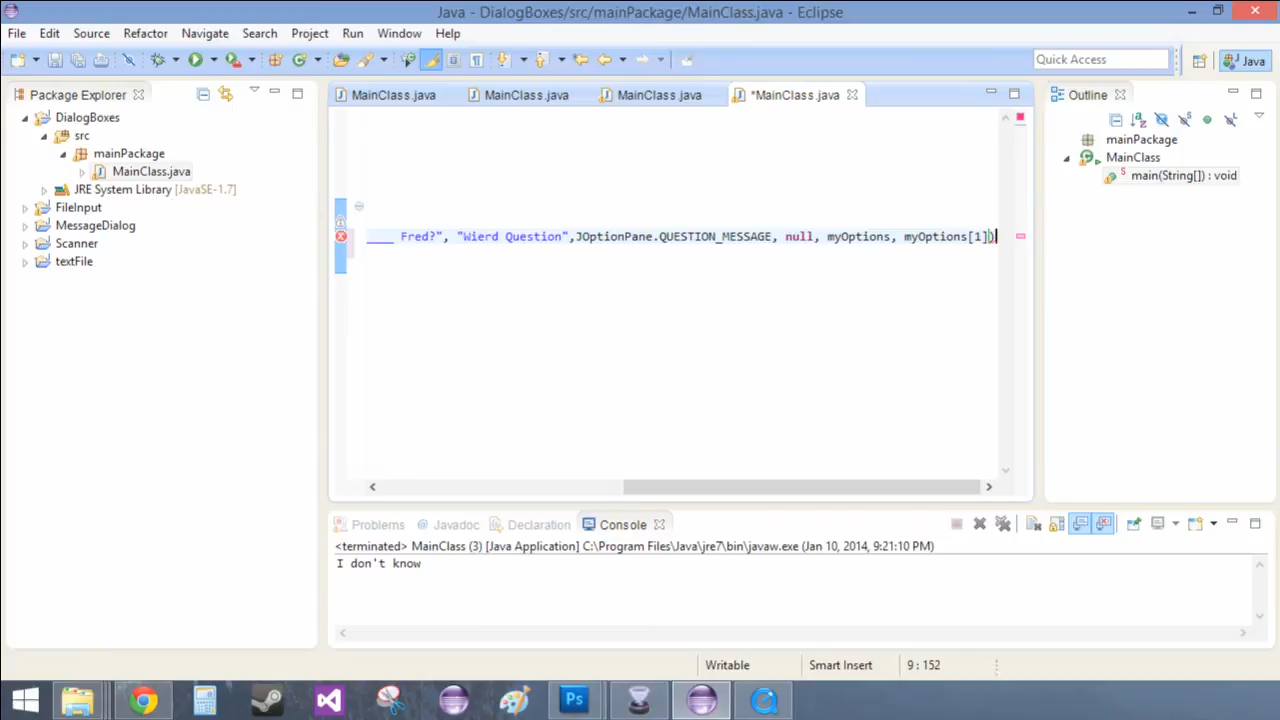 Java - DialogBoxes/src/mainPackage/MainClass.java - Eclipse
File Edit Source Refactor Navigate Search Project Run Window Help
Quick Access
Java
Package Explorer
MainClass.java
MainClass.java
MainClass.java
*MainClass.java
Outline
DialogBoxes
src
mainPackage
MainClass.java
JRE System Library [JavaSE-1.7]
FileInput
MessageDialog
Scanner
textFile
____ Fred?", "Wierd Question",JOptionPane.QUESTION_MESSAGE, null, myOptions, myOptions[1])
mainPackage
MainClass
main(String[]) : void
Problems @ Javadoc Declaration Console
<terminated> MainClass (3) [Java Application] C:\Program Files\Java\jre7\bin\javaw.exe (Jan 10, 2014, 9:21:10 PM)
I don't know
Writable Smart Insert 9 : 152
Ps